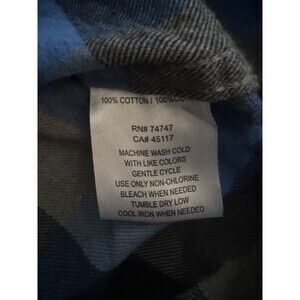 100% COTTON / 100%
RN# 74747
CA# 45117
MACHINE WASH COLD
WITH LIKE COLORS
GENTLE CYCLE
USE ONLY NON-CHLORINE
BLEACH WHEN NEEDED
TUMBLE DRY LOW
COOL IRON WHEN NEEDED